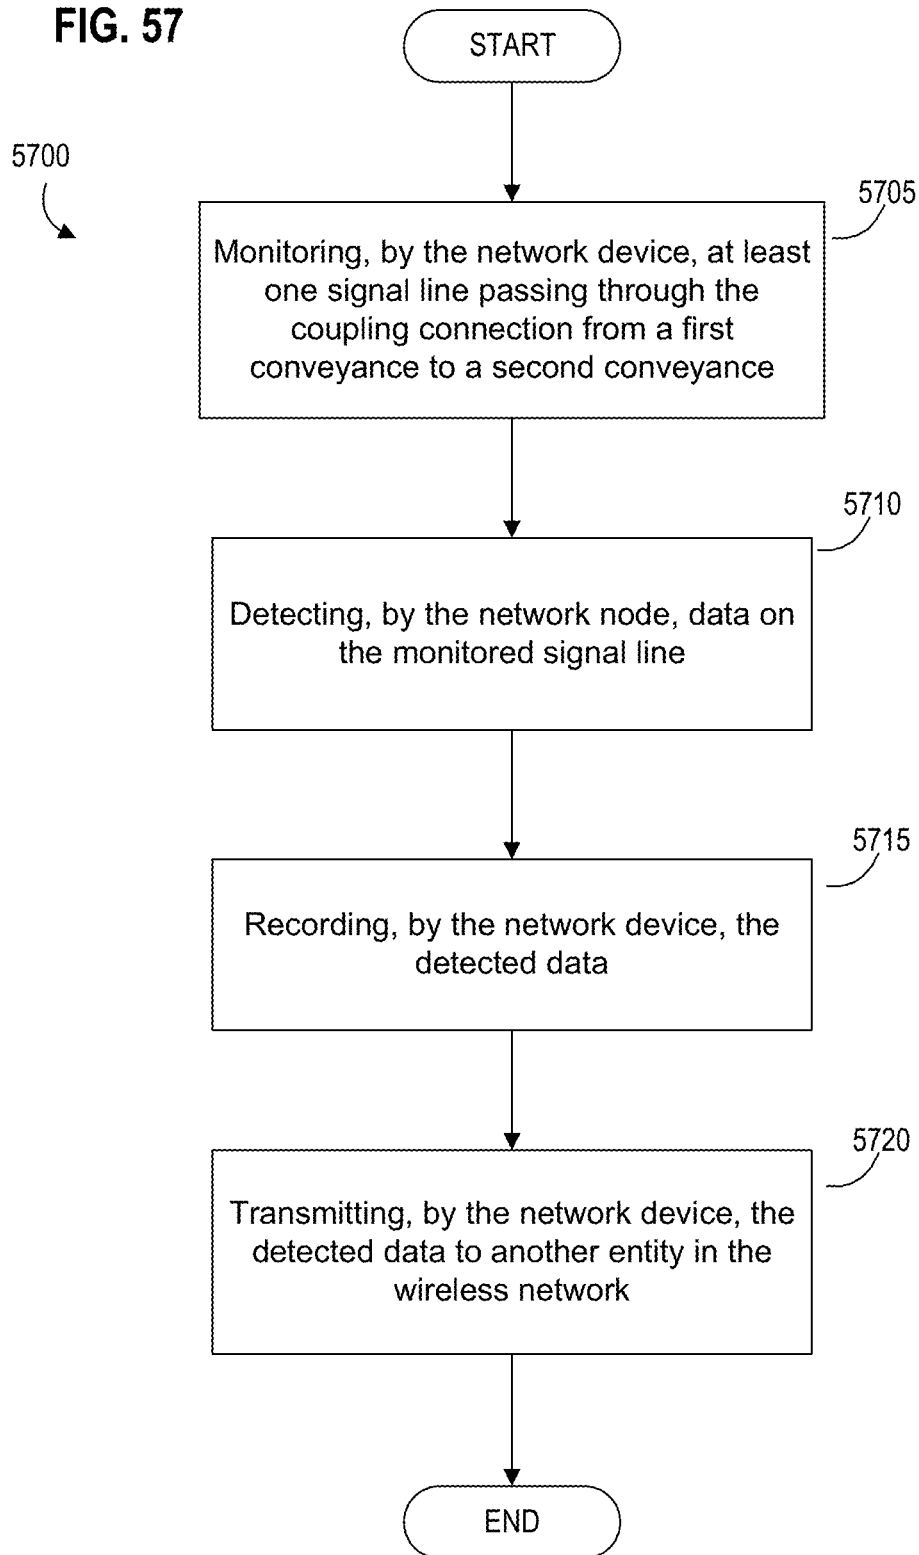 FIG. 57
START
5700
5705
Monitoring, by the network device, at least
one signal line passing through the
coupling connection from a first
conveyance to a second conveyance
5710
Detecting, by the network node, data on
the monitored signal line
5715
Recording, by the network device, the
detected data
5720
Transmitting, by the network device, the
detected data to another entity in the
wireless network
END